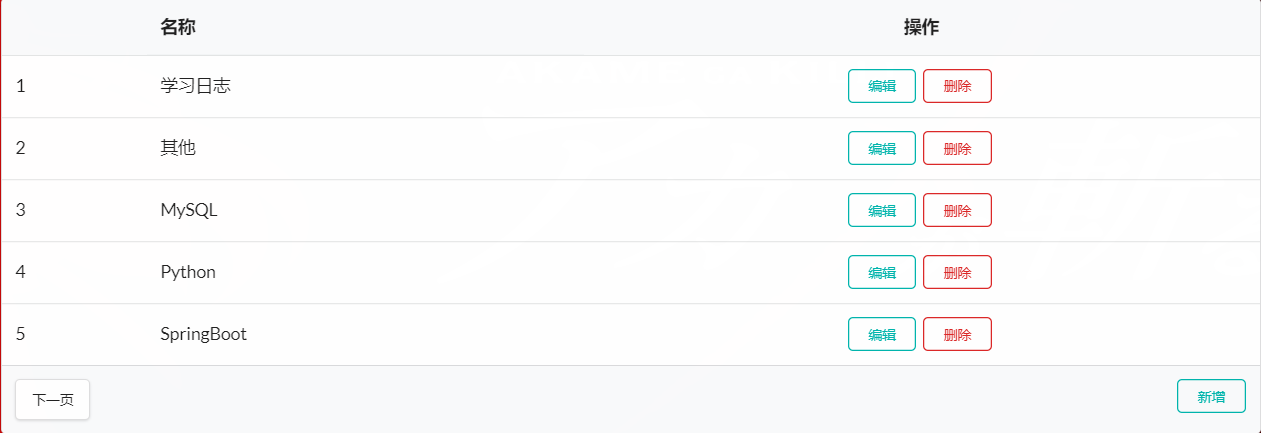 名称 操作
1 学习日志 编辑 删除
2 其他 编辑 删除
3 MySQL 编辑 删除
4 Python 编辑 删除
5 SpringBoot 编辑 删除
下一页 新增